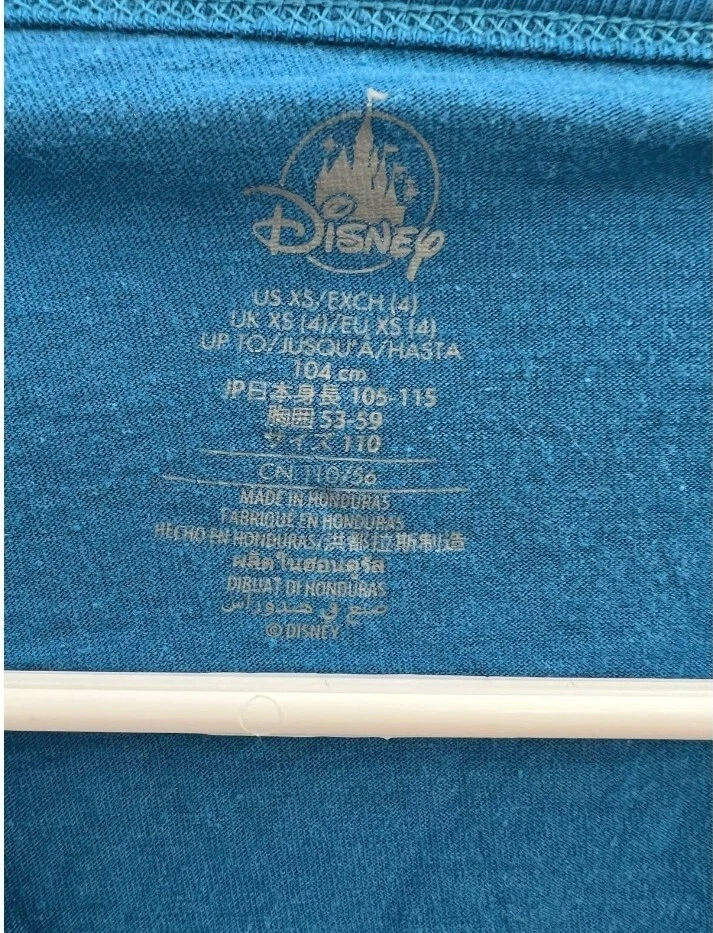 DISNEY
US XS/EXCH (4)
UK XS (4)/EU XS (4)
UP TO/JUSQU'À/HASTA
104 cm
JP日本身長 105-115
胸囲 53-59
サイズ 110
CN 110/56
MADE IN HONDURAS
FABRIQUÉ EN HONDURAS
HECHO EN HONDURAS/洪都拉斯制造
ผลิตในฮอนดูรัส
DIBUAT DI HONDURAS
صنع في هندوراس
© DISNEY